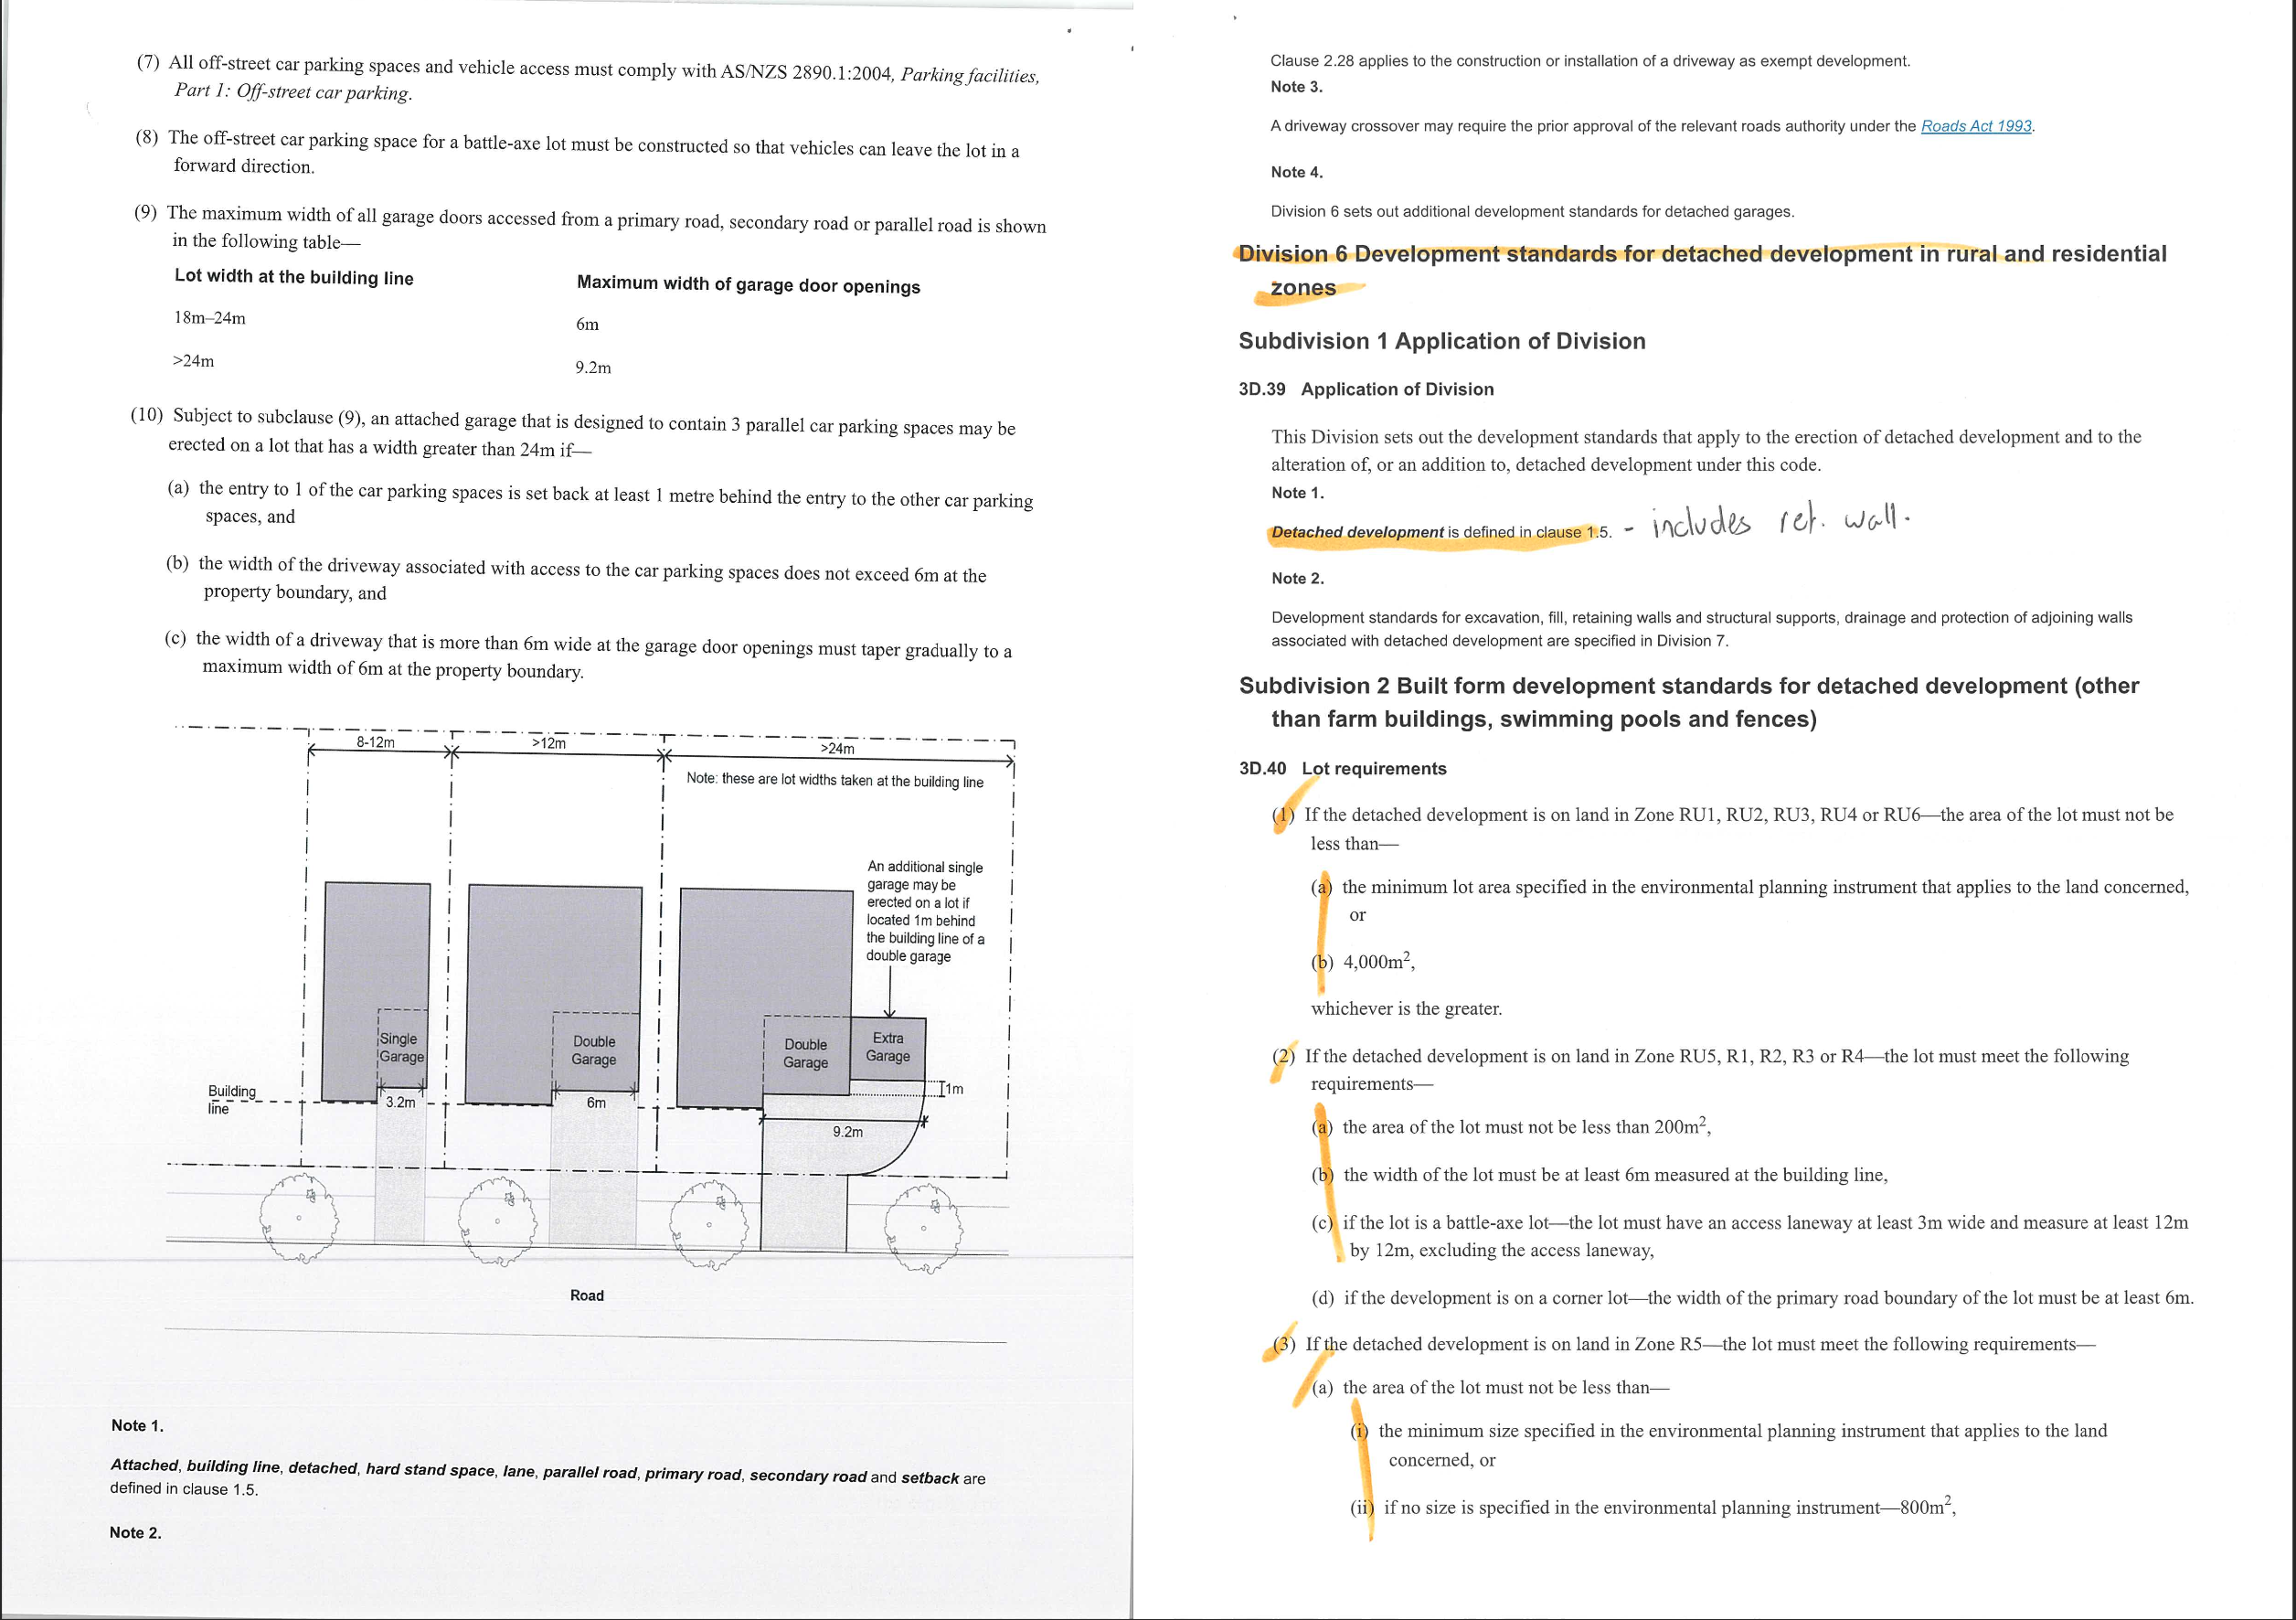 (7) All off-street car parking spaces and vehicle access must comply with AS/NZS 2890.1:2004, Parking facilities,
Part 1: Off-street car parking.
(8) The off-street car parking space for a battle-axe lot must be constructed so that vehicles can leave the lot in a
forward direction.
(9) The maximum width of all garage doors accessed from a primary road, secondary road or parallel road is shown
in the following table—
Lot width at the building line
Maximum width of garage door openings
18m–24m
6m
>24m
9.2m
(10) Subject to subclause (9), an attached garage that is designed to contain 3 parallel car parking spaces may be
erected on a lot that has a width greater than 24m if—
(a) the entry to 1 of the car parking spaces is set back at least 1 metre behind the entry to the other car parking
spaces, and
(b) the width of the driveway associated with access to the car parking spaces does not exceed 6m at the
property boundary, and
(c) the width of a driveway that is more than 6m wide at the garage door openings must taper gradually to a
maximum width of 6m at the property boundary.
8-12m
>12m
>24m
Note: these are lot widths taken at the building line
An additional single
garage may be
erected on a lot if
located 1m behind
the building line of a
double garage
Single
Garage
Double
Garage
Double
Garage
Extra
Garage
Building
line
3.2m
6m
1m
9.2m
Road
Note 1.
Attached, building line, detached, hard stand space, lane, parallel road, primary road, secondary road and setback are
defined in clause 1.5.
Note 2.
Clause 2.28 applies to the construction or installation of a driveway as exempt development.
Note 3.
A driveway crossover may require the prior approval of the relevant roads authority under the Roads Act 1993.
Note 4.
Division 6 sets out additional development standards for detached garages.
Division 6 Development standards for detached development in rural and residential
zones
Subdivision 1 Application of Division
3D.39 Application of Division
This Division sets out the development standards that apply to the erection of detached development and to the
alteration of, or an addition to, detached development under this code.
Note 1.
Detached development is defined in clause 1.5. - includes ret. wall.
Note 2.
Development standards for excavation, fill, retaining walls and structural supports, drainage and protection of adjoining walls
associated with detached development are specified in Division 7.
Subdivision 2 Built form development standards for detached development (other
than farm buildings, swimming pools and fences)
3D.40 Lot requirements
(1) If the detached development is on land in Zone RU1, RU2, RU3, RU4 or RU6—the area of the lot must not be
less than—
(a) the minimum lot area specified in the environmental planning instrument that applies to the land concerned,
or
(b) 4,000m²,
whichever is the greater.
(2) If the detached development is on land in Zone RU5, R1, R2, R3 or R4—the lot must meet the following
requirements—
(a) the area of the lot must not be less than 200m²,
(b) the width of the lot must be at least 6m measured at the building line,
(c) if the lot is a battle-axe lot—the lot must have an access laneway at least 3m wide and measure at least 12m
by 12m, excluding the access laneway,
(d) if the development is on a corner lot—the width of the primary road boundary of the lot must be at least 6m.
(3) If the detached development is on land in Zone R5—the lot must meet the following requirements—
(a) the area of the lot must not be less than—
(i) the minimum size specified in the environmental planning instrument that applies to the land
concerned, or
(ii) if no size is specified in the environmental planning instrument—800m²,